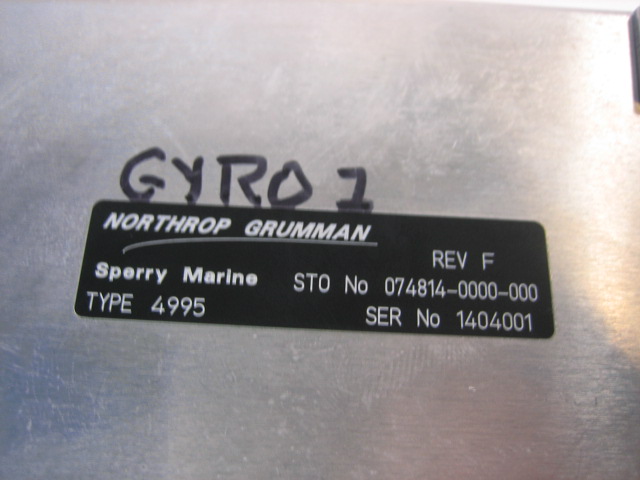 GYRO 1
NORTHROP GRUMMAN
REV F
Sperry Marine STO No 074814-0000-000
TYPE 4995 SER No 1404001